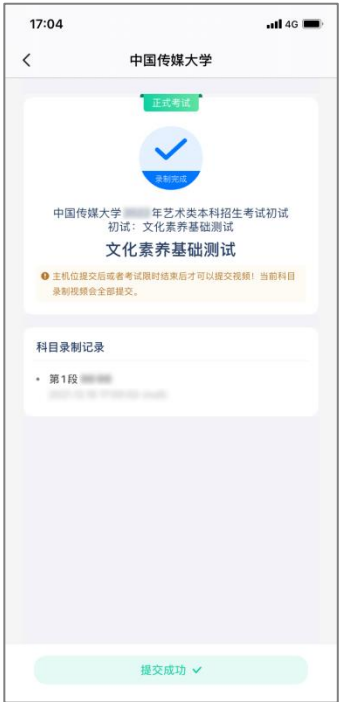 17:04
4G
中国传媒大学
正式考试
录制完成
中国传媒大学 年艺术类本科招生考试初试
初试：文化素养基础测试
文化素养基础测试
主机位提交后或者考试限时结束后才可以提交视频！当前科目
录制视频会全部提交。
科目录制记录
第1段
提交成功